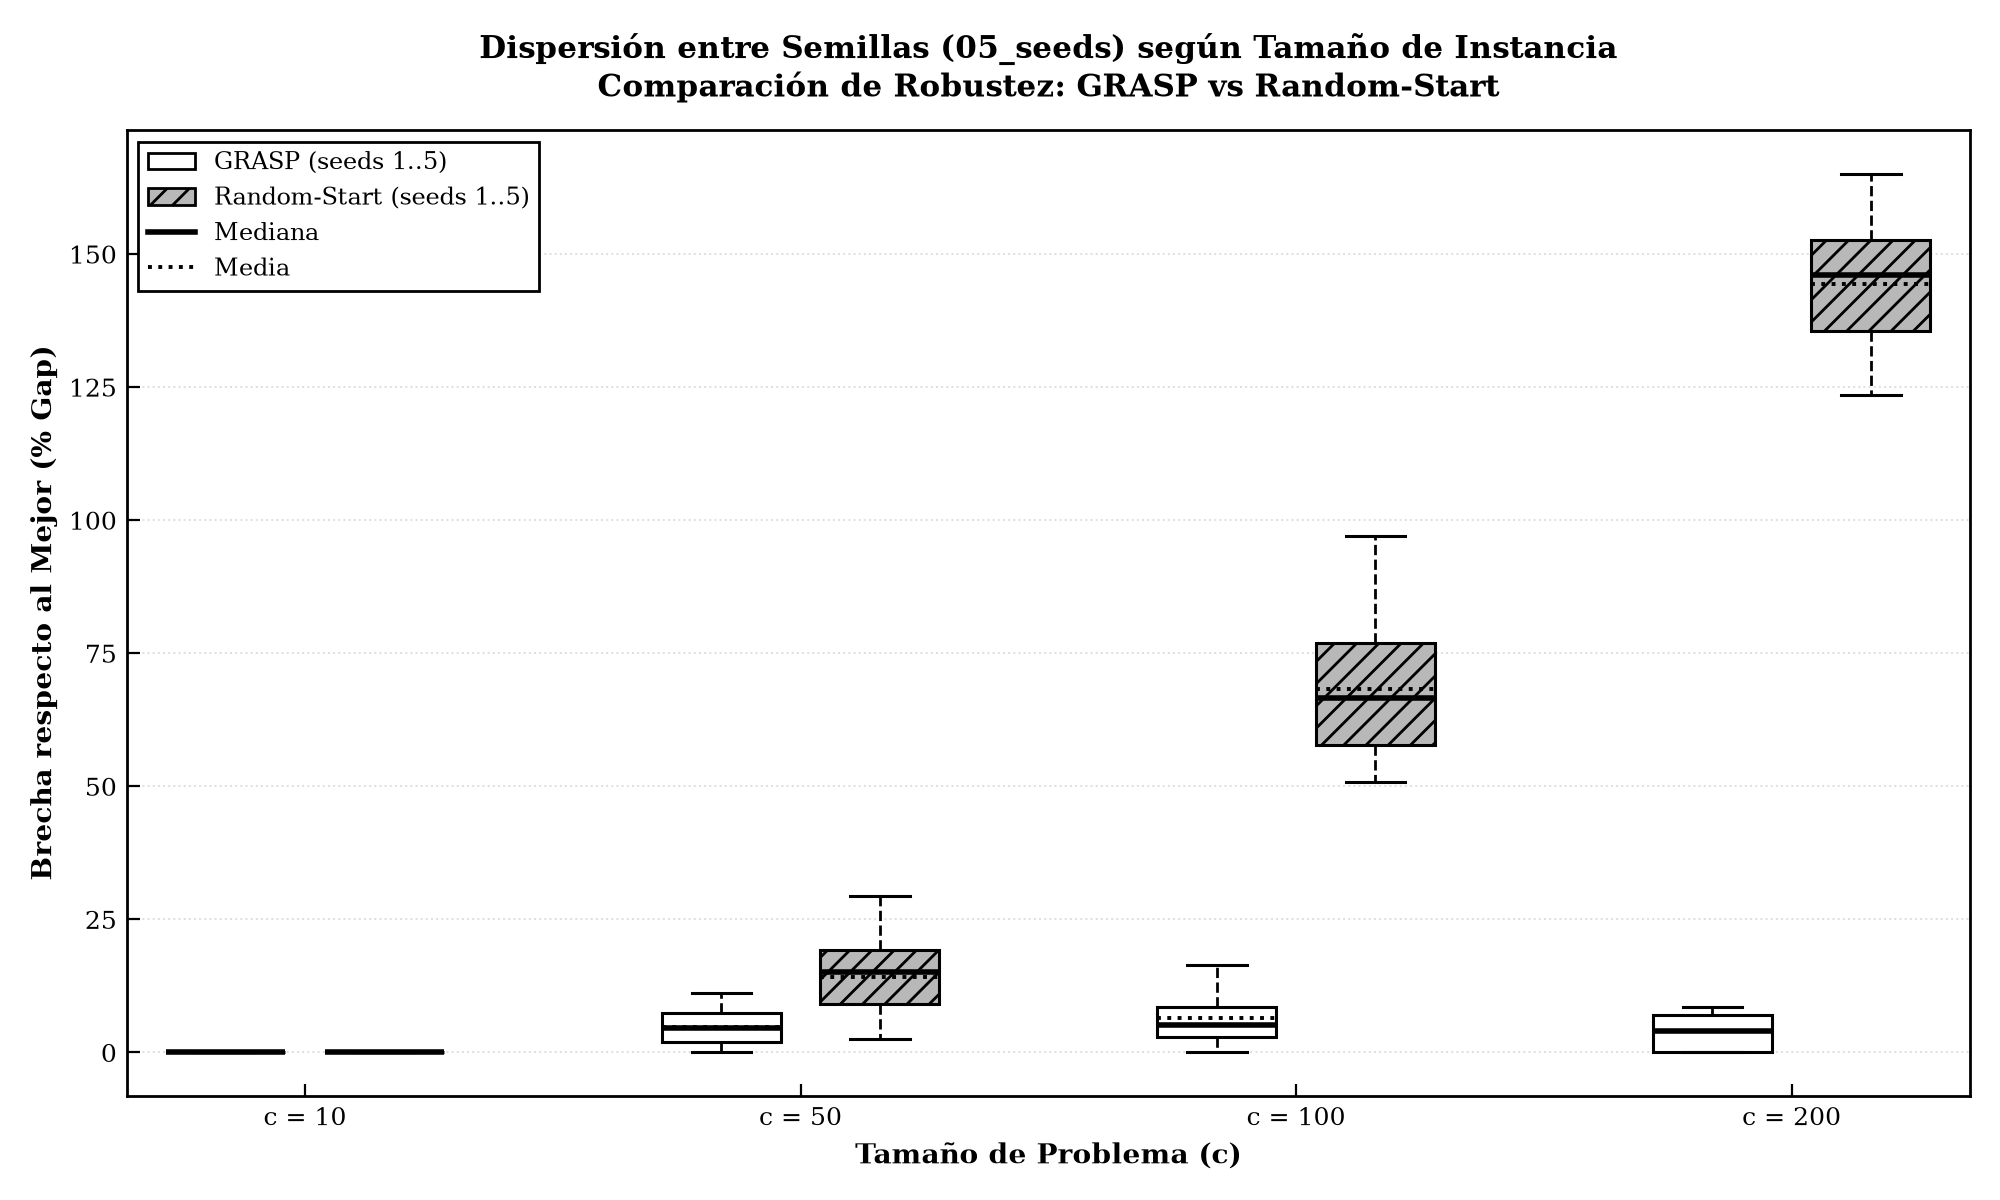 Dispersión entre Semillas (05_seeds) según Tamaño de Instancia
Comparación de Robustez: GRASP vs Random-Start
GRASP (seeds 1..5)
Random-Start (seeds 1..5)
Mediana
Media
Brecha respecto al Mejor (% Gap)
150
125
100
75
50
25
0
c = 10
c = 50
c = 100
c = 200
Tamaño de Problema (c)